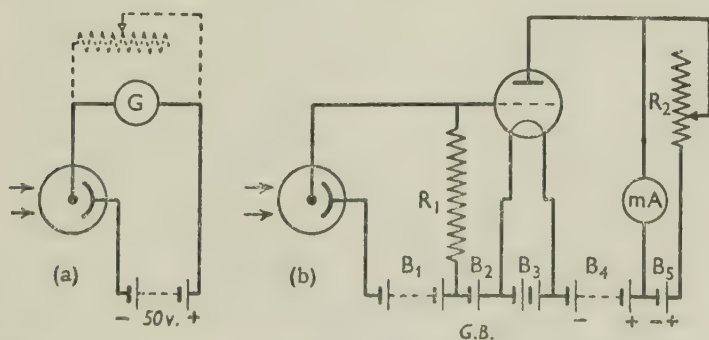 G
(a)
- 50v. +
R₁
(b)
B₁
B₂
B₃
B₄
B₅
R₂
mA
- + - +
G.B.